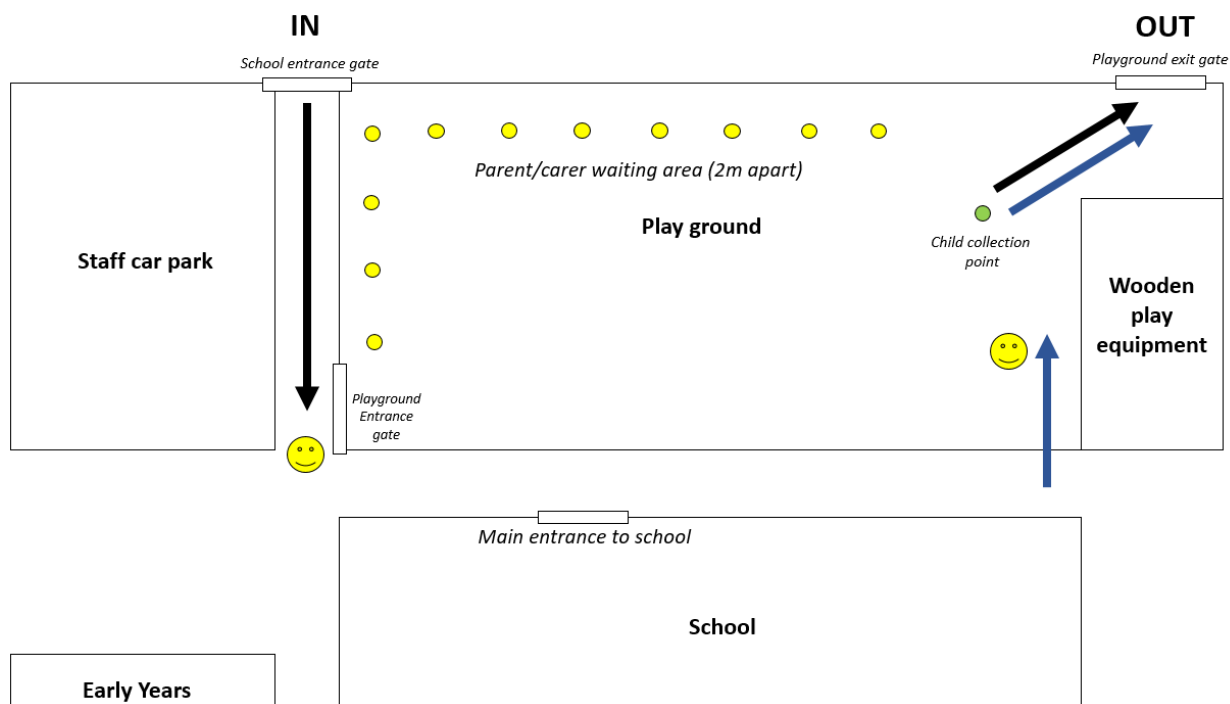 IN
OUT
School entrance gate
Playground exit gate
Parent/carer waiting area (2m apart)
Play ground
Staff car park
Child collection
point
Wooden
play
equipment
Playground
Entrance
gate
Main entrance to school
School
Early Years